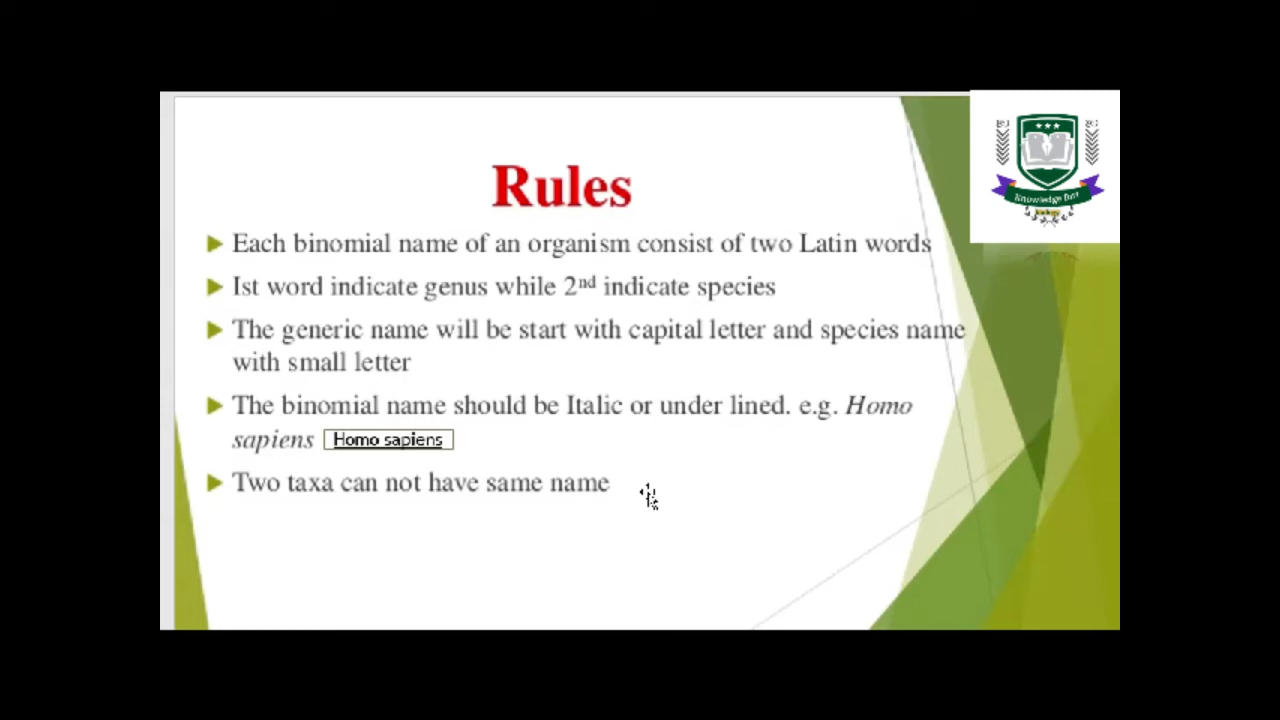 Rules
Each binomial name of an organism consist of two Latin words
Ist word indicate genus while 2nd indicate species
The generic name will be start with capital letter and species name
with small letter
The binomial name should be Italic or under lined. e.g. Homo
sapiens Homo sapiens
Two taxa can not have same name
Knowledge
biology